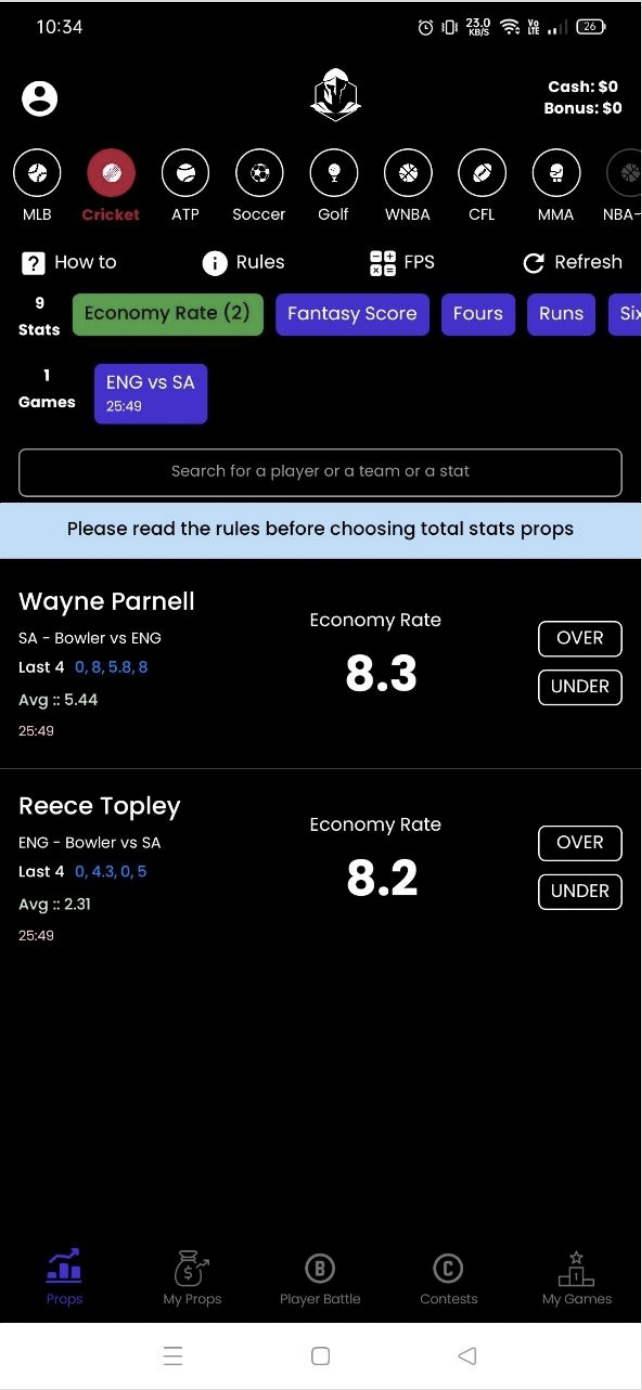 10:34
23.0 KB/S
Vo LTE
26
Cash: $0
Bonus: $0
MLB Cricket ATP Soccer Golf WNBA CFL MMA NBA-
How to Rules FPS Refresh
9 Stats Economy Rate (2) Fantasy Score Fours Runs Six
1 Games ENG vs SA
25:49
Search for a player or a team or a stat
Please read the rules before choosing total stats props
Wayne Parnell
SA - Bowler vs ENG
Last 4 0, 8, 5.8, 8
Avg :: 5.44
25:49
Economy Rate
8.3
OVER
UNDER
Reece Topley
ENG - Bowler vs SA
Last 4 0, 4.3, 0, 5
Avg :: 2.31
25:49
Economy Rate
8.2
OVER
UNDER
Props My Props Player Battle Contests My Games